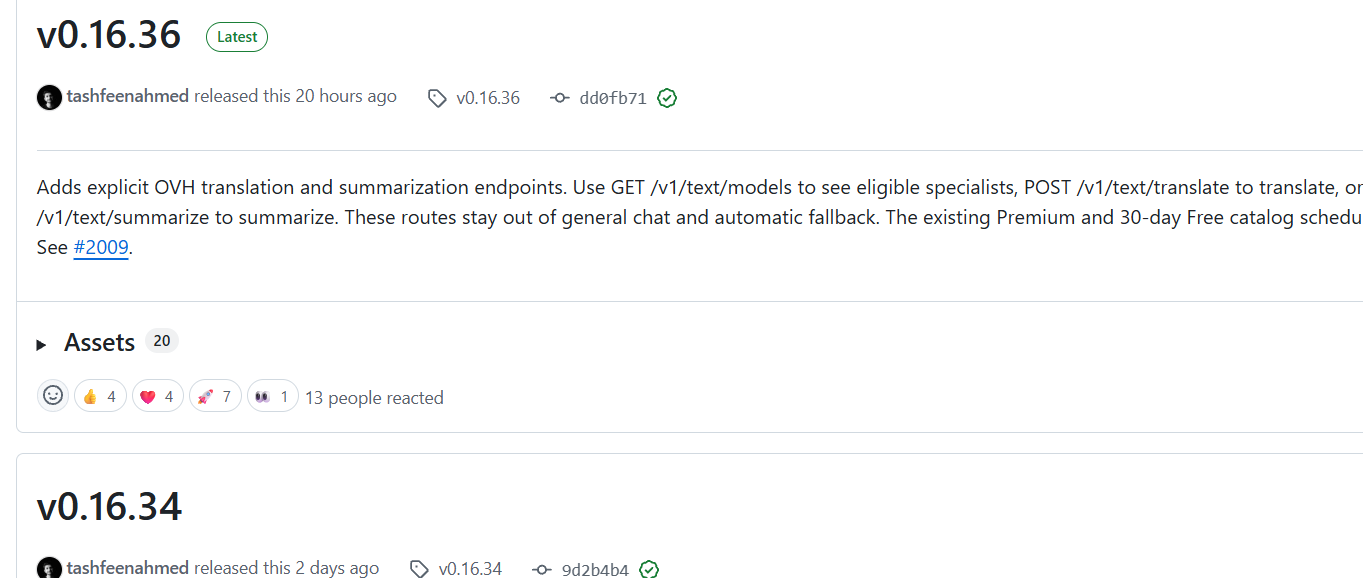 v0.16.36 Latest
tashfeenahmed released this 20 hours ago v0.16.36 dd0fb71
Adds explicit OVH translation and summarization endpoints. Use GET /v1/text/models to see eligible specialists, POST /v1/text/translate to translate, or
/v1/text/summarize to summarize. These routes stay out of general chat and automatic fallback. The existing Premium and 30-day Free catalog schedu
See #2009.
Assets 20
4 4 7 1 13 people reacted
v0.16.34
tashfeenahmed released this 2 days ago v0.16.34 9d2b4b4